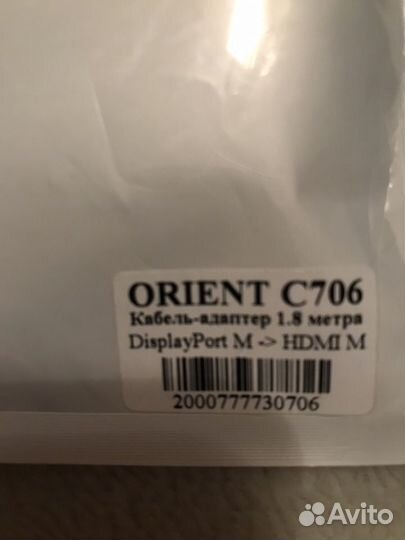 ORIENT C706
Кабель-адаптер 1.8 метра
DisplayPort M -> HDMI M
2000777730706
Avito